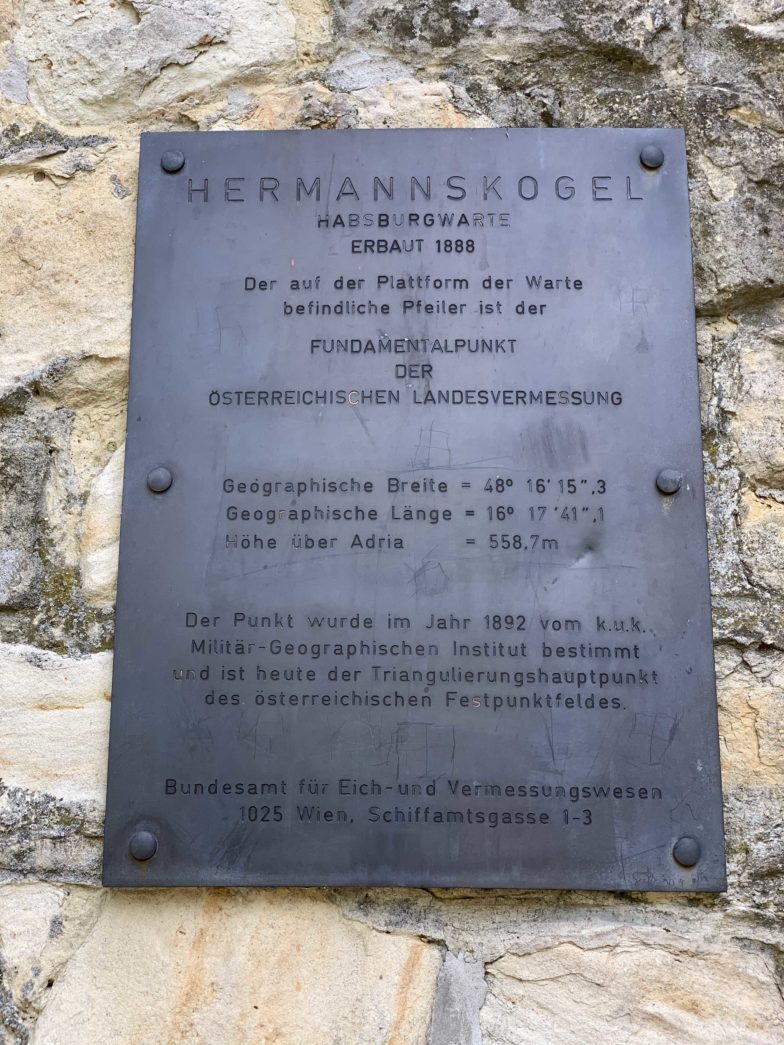 HERMANNSKOGEL
HABSBURGWARTE
ERBAUT 1888
Der auf der Plattform der Warte
befindliche Pfeiler ist der
FUNDAMENTALPUNKT
DER
ÖSTERREICHISCHEN LANDESVERMESSUNG
Geographische Breite = 48° 16'15",3
Geographische Länge = 16° 17'41",1
Höhe über Adria = 558,7m
Der Punkt wurde im Jahr 1892 vom k.u.k.
Militär-Geographischen Institut bestimmt
und ist heute der Triangulierungshauptpunkt
des österreichischen Festpunktfeldes.
Bundesamt für Eich-und Vermessungswesen
1025 Wien, Schiffamtsgasse 1-3